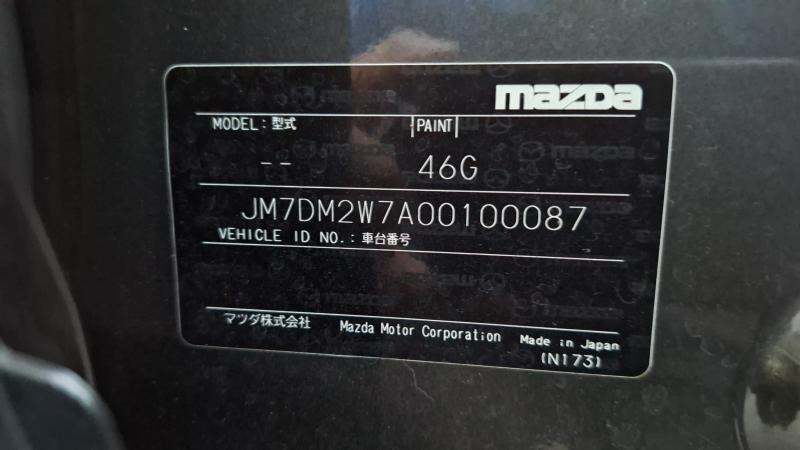 mazda
MODEL : 型式 |PAINT|
-- 46G
JM7DM2W7A00100087
VEHICLE ID NO. : 車台番号
マツダ株式会社 Mazda Motor Corporation Made in Japan
(N173)